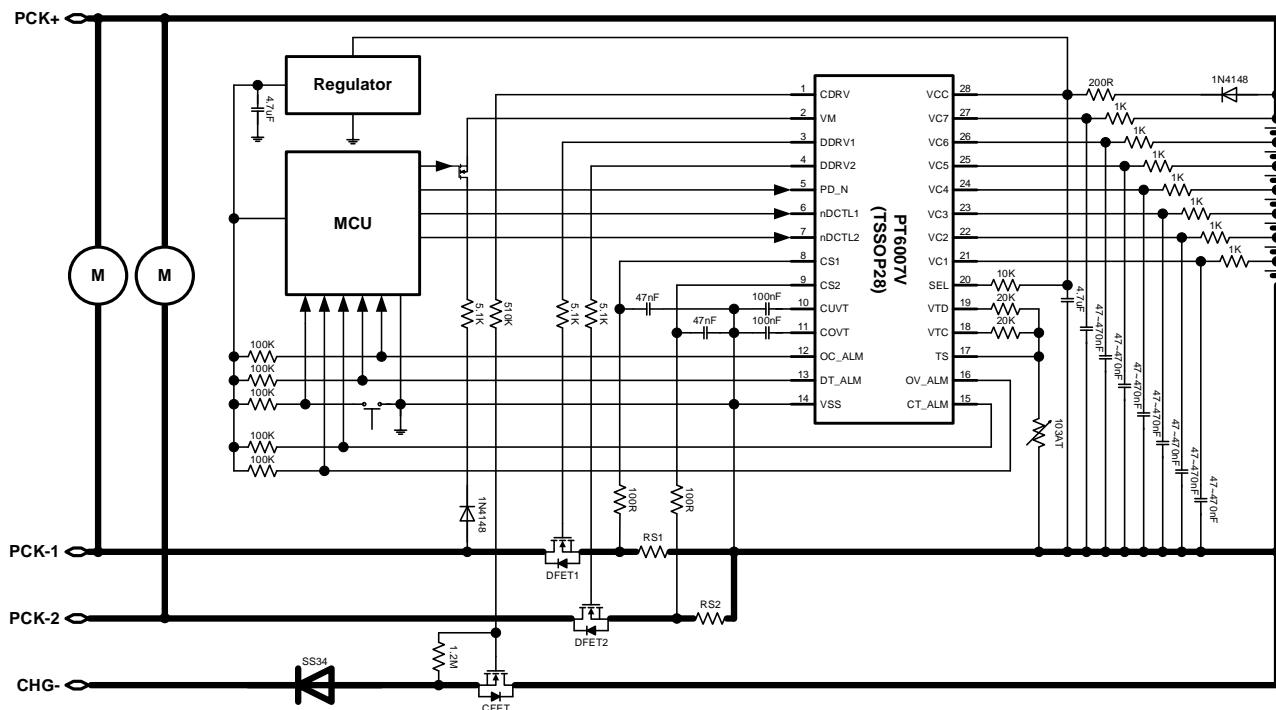 PCK+
Regulator
4.7uF
MCU
M
M
1 CDRV
2 VM
3 DDRV1
4 DDRV2
5 PD_N
6 nDCTL1
7 nDCTL2
8 CS1
9 CS2
10 CUVT
11 COVT
12 OC_ALM
13 DT_ALM
14 VSS
PT6007V
(TSSOP28)
VCC 28
VC7 27
VC6 26
VC5 25
VC4 24
VC3 23
VC2 22
VC1 21
SEL 20
VTD 19
VTC 18
TS 17
OV_ALM 16
CT_ALM 15
200R
1N4148
1K
1K
1K
1K
1K
1K
1K
10K
20K
20K
4.7uF
47~470nF
47~470nF
47~470nF
47~470nF
47~470nF
47~470nF
47~470nF
103AT
5.1K
510K
5.1K
5.1K
47nF
100nF
47nF
100nF
100K
100K
100K
100K
100K
1N4148
100R
100R
PCK-1
DFET1
RS1
PCK-2
DFET2
RS2
1.2M
CHG-
SS34
CFET